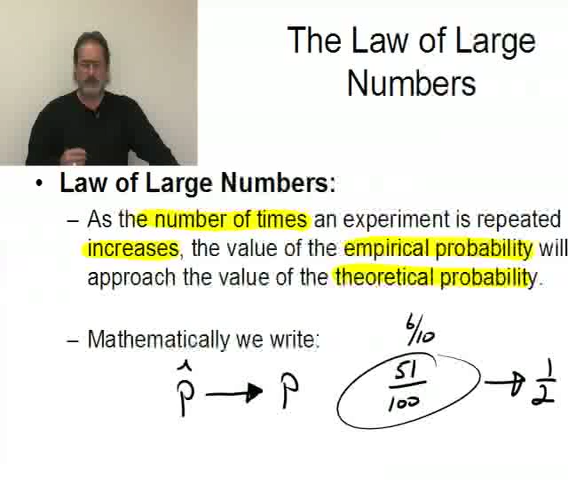 The Law of Large
Numbers
• Law of Large Numbers:
– As the number of times an experiment is repeated
increases, the value of the empirical probability will
approach the value of the theoretical probability.
– Mathematically we write:
6/10
p̂ → p
51/100 → 1/2